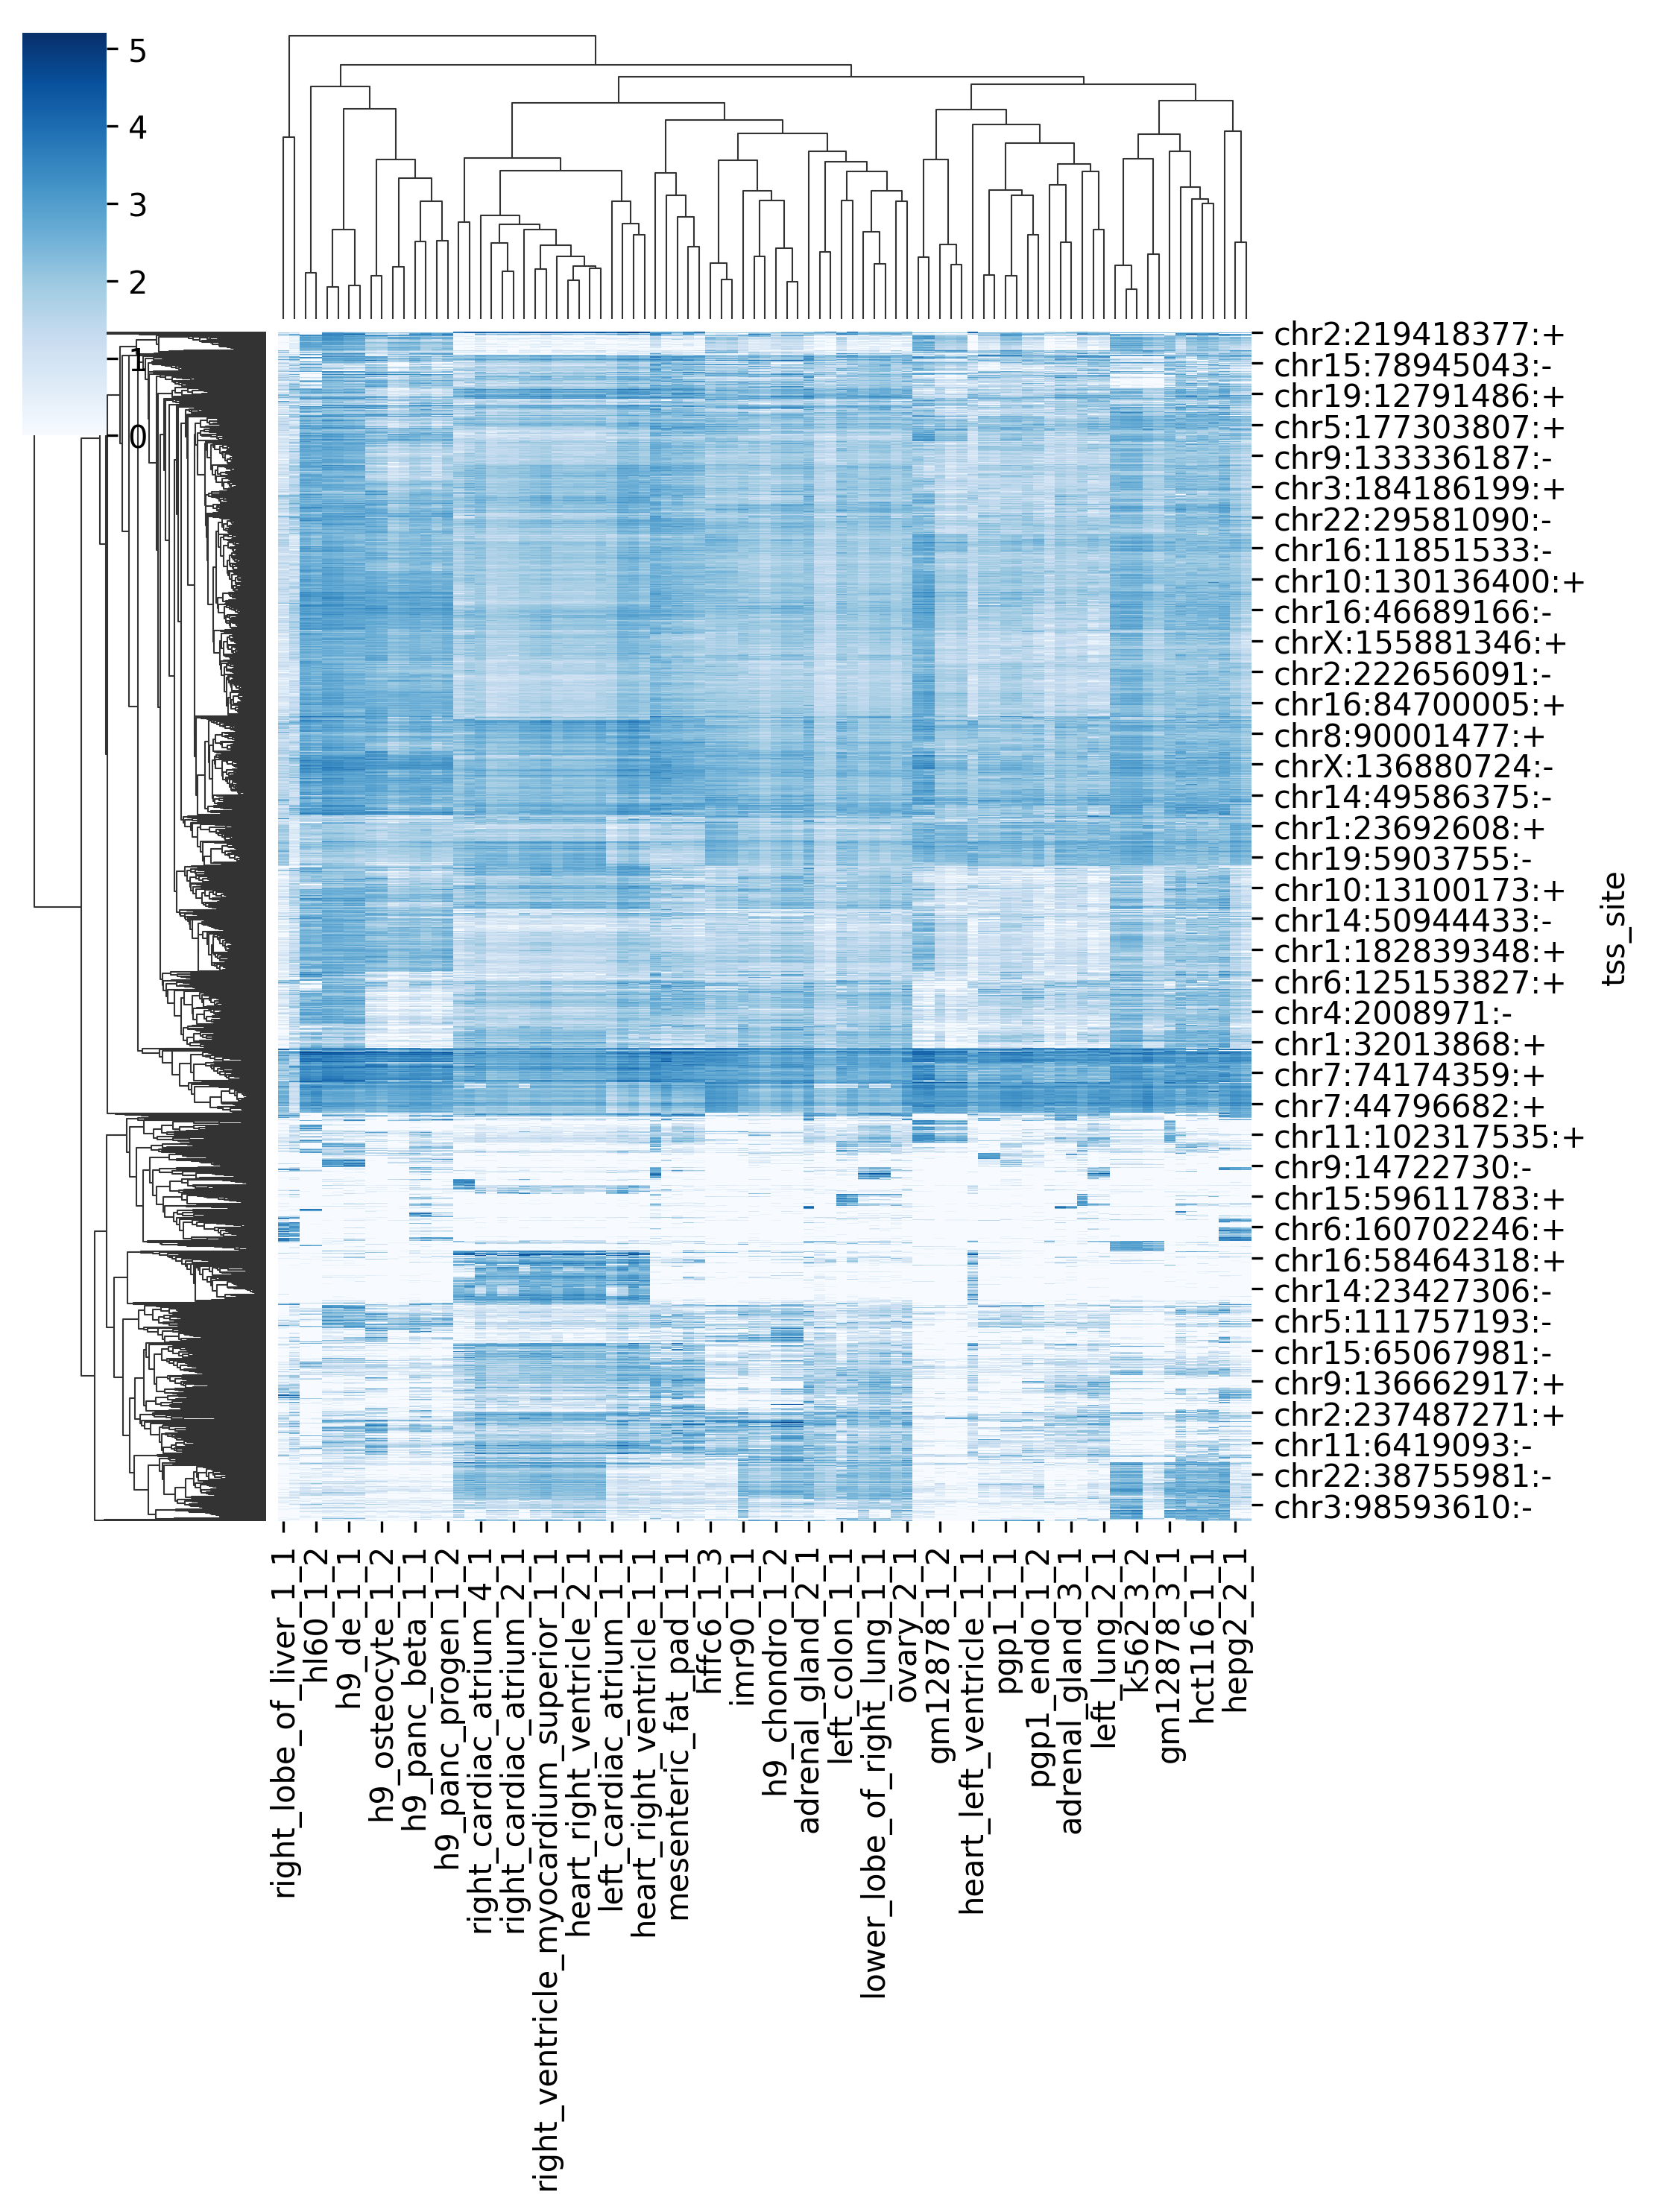 5
4
3
2
1
0
chr2:219418377:+
chr15:78945043:-
chr19:12791486:+
chr5:177303807:+
chr9:133336187:-
chr3:184186199:+
chr22:29581090:-
chr16:11851533:-
chr10:130136400:+
chr16:46689166:-
chrX:155881346:+
chr2:222656091:-
chr16:84700005:+
chr8:90001477:+
chrX:136880724:-
chr14:49586375:-
chr1:23692608:+
chr19:5903755:-
chr10:13100173:+
chr14:50944433:-
chr1:182839348:+
chr6:125153827:+
chr4:2008971:-
chr1:32013868:+
chr7:74174359:+
chr7:44796682:+
chr11:102317535:+
chr9:14722730:-
chr15:59611783:+
chr6:160702246:+
chr16:58464318:+
chr14:23427306:-
chr5:111757193:-
chr15:65067981:-
chr9:136662917:+
chr2:237487271:+
chr11:6419093:-
chr22:38755981:-
chr3:98593610:-
tss_site
right_lobe_of_liver_1_1
hl60_1_2
h9_de_1_1
h9_osteocyte_1_2
h9_panc_beta_1_1
h9_panc_progen_1_2
right_cardiac_atrium_4_1
right_cardiac_atrium_2_1
right_ventricle_myocardium_superior_1_1
heart_right_ventricle_2_1
left_cardiac_atrium_1_1
heart_right_ventricle_1_1
mesenteric_fat_pad_1_1
hffc6_1_3
imr90_1_1
h9_chondro_1_2
adrenal_gland_2_1
left_colon_1_1
lower_lobe_of_right_lung_1_1
ovary_2_1
gm12878_1_2
heart_left_ventricle_1_1
pgp1_1_1
pgp1_endo_1_2
adrenal_gland_3_1
left_lung_2_1
k562_3_2
gm12878_3_1
hct116_1_1
hepg2_2_1